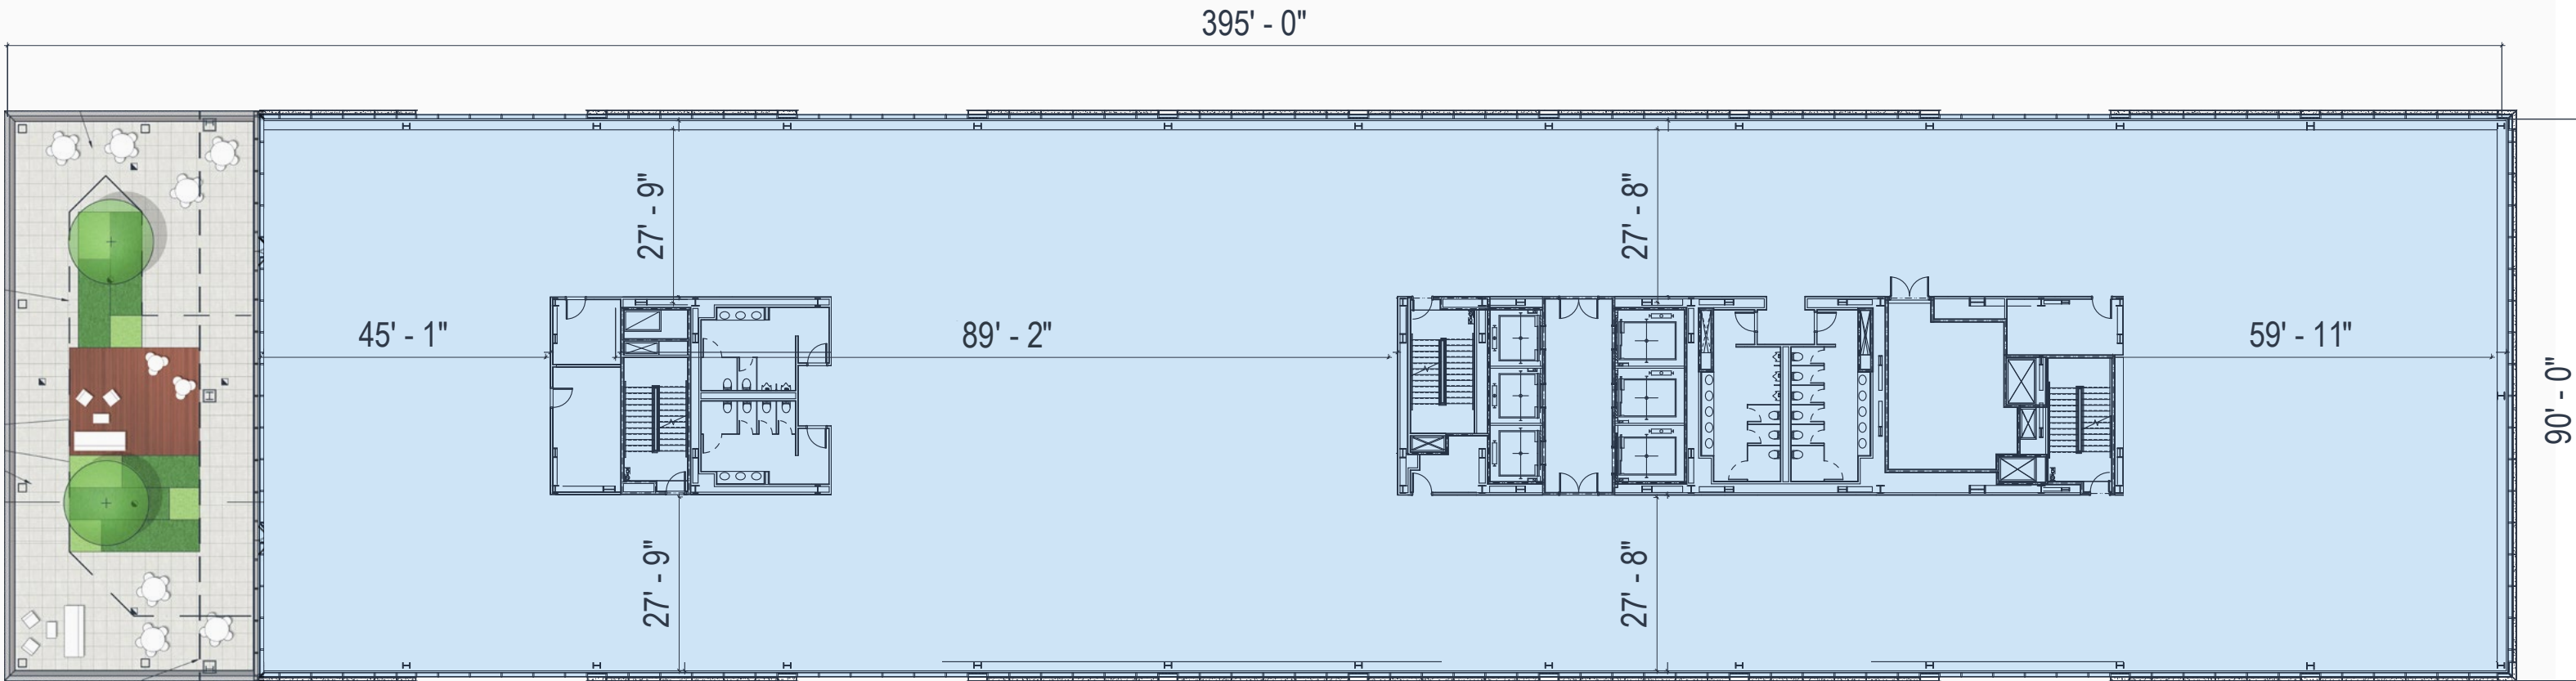 395' - 0"
27' - 9"
27' - 8"
45' - 1"
89' - 2"
59' - 11"
90' - 0"
27' - 9"
27' - 8"